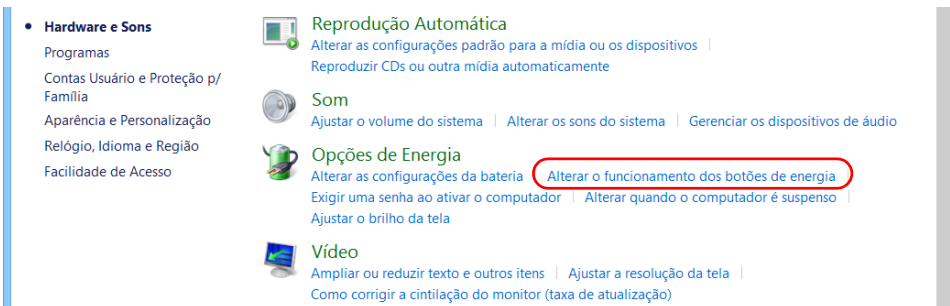 Hardware e Sons
Programas
Contas Usuário e Proteção p/
Família
Aparência e Personalização
Relógio, Idioma e Região
Facilidade de Acesso
Reprodução Automática
Alterar as configurações padrão para a mídia ou os dispositivos
Reproduzir CDs ou outra mídia automaticamente
Som
Ajustar o volume do sistema | Alterar os sons do sistema | Gerenciar os dispositivos de áudio
Opções de Energia
Alterar as configurações da bateria | Alterar o funcionamento dos botões de energia
Exigir uma senha ao ativar o computador | Alterar quando o computador é suspenso
Ajustar o brilho da tela
Vídeo
Ampliar ou reduzir texto e outros itens | Ajustar a resolução da tela
Como corrigir a cintilação do monitor (taxa de atualização)